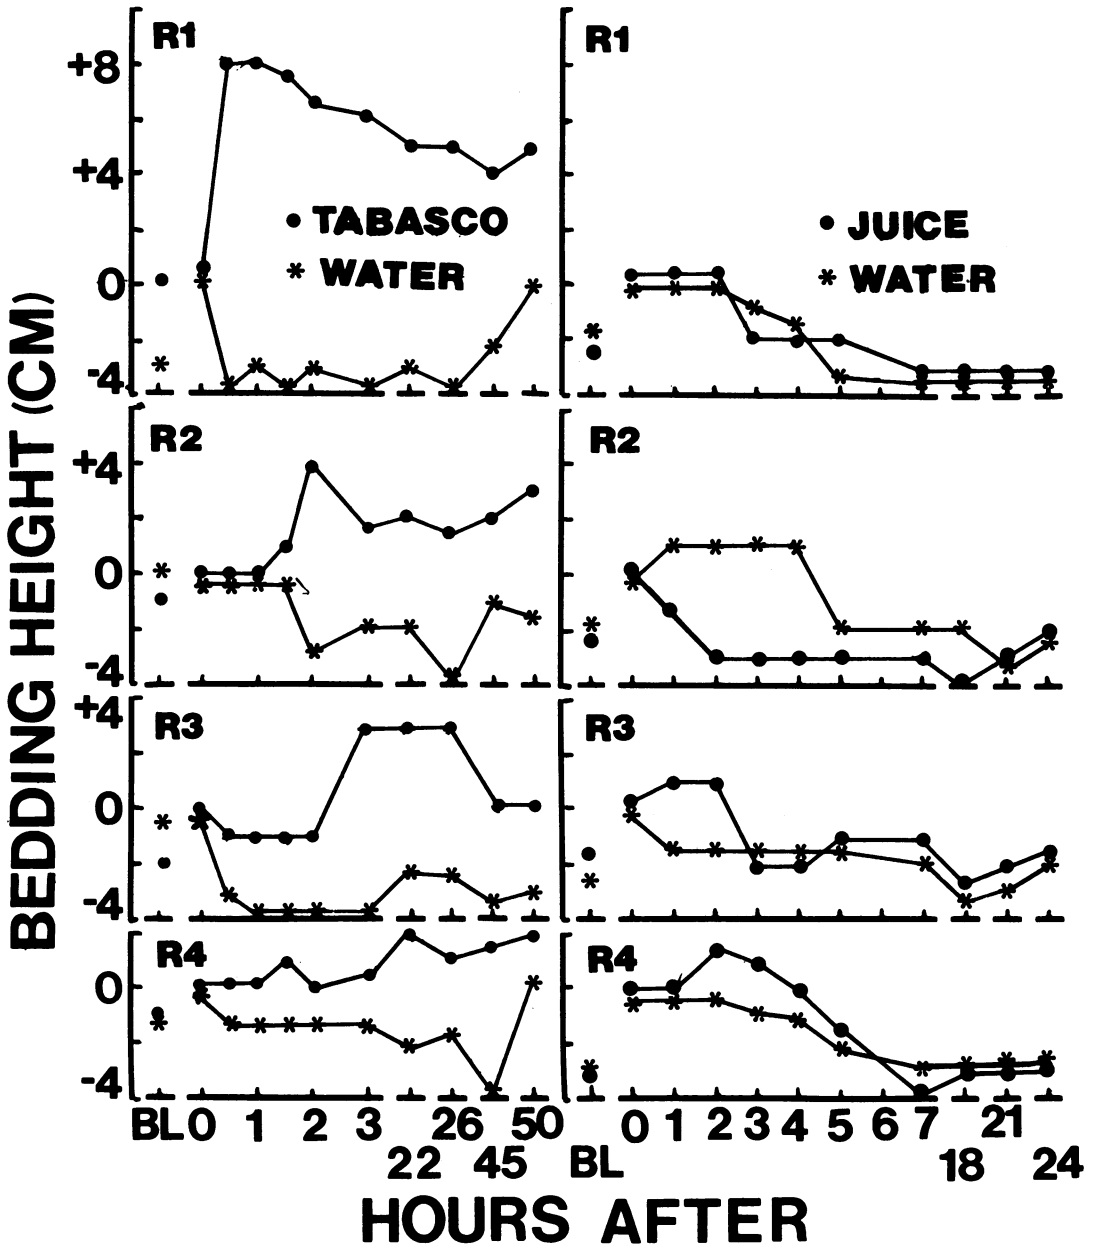 BEDDING HEIGHT (CM)
R1
+8
+4
0
-4
● TABASCO
* WATER
R1
● JUICE
* WATER
R2
+4
0
-4
R2
R3
+4
0
-4
R3
R4
0
-4
R4
BL 0 1 2 3 26 50
22 45
0 1 2 3 4 5 6 7 21
BL 18 24
HOURS AFTER